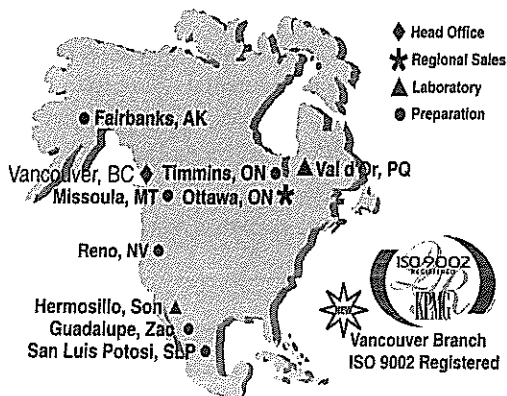 Head Office
Regional Sales
Laboratory
Preparation
Fairbanks, AK
Vancouver, BC
Timmins, ON
Val d'Or, PQ
Missoula, MT
Ottawa, ON
Reno, NV
Hermosillo, Son
Guadalupe, Zac
San Luis Potosi, SLP
ISO 9002
REGISTERED
KPMG
NEW
Vancouver Branch
ISO 9002 Registered